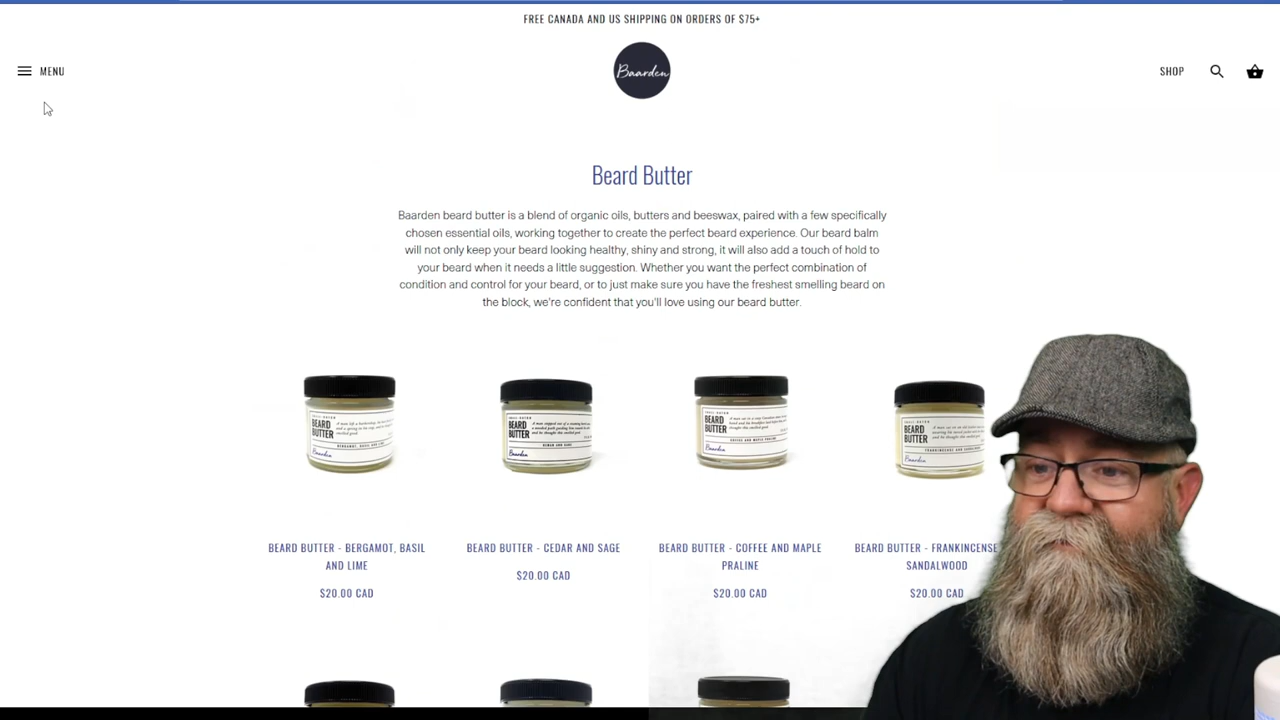 FREE CANADA AND US SHIPPING ON ORDERS OF $75+
MENU
Baarden
SHOP
Beard Butter
Baarden beard butter is a blend of organic oils, butters and beeswax, paired with a few specifically
chosen essential oils, working together to create the perfect beard experience. Our beard balm
will not only keep your beard looking healthy, shiny and strong, it will also add a touch of hold to
your beard when it needs a little suggestion. Whether you want the perfect combination of
condition and control for your beard, or to just make sure you have the freshest smelling beard on
the block, we're confident that you'll love using our beard butter.
BEARD
BUTTER
Baarden
BEARD
BUTTER
Baarden
BEARD
BUTTER
Baarden
BEARD
BUTTER
Baarden
BEARD BUTTER - BERGAMOT, BASIL
AND LIME
$20.00 CAD
BEARD BUTTER - CEDAR AND SAGE
$20.00 CAD
BEARD BUTTER - COFFEE AND MAPLE
PRALINE
$20.00 CAD
BEARD BUTTER - FRANKINCENSE
SANDALWOOD
$20.00 CAD